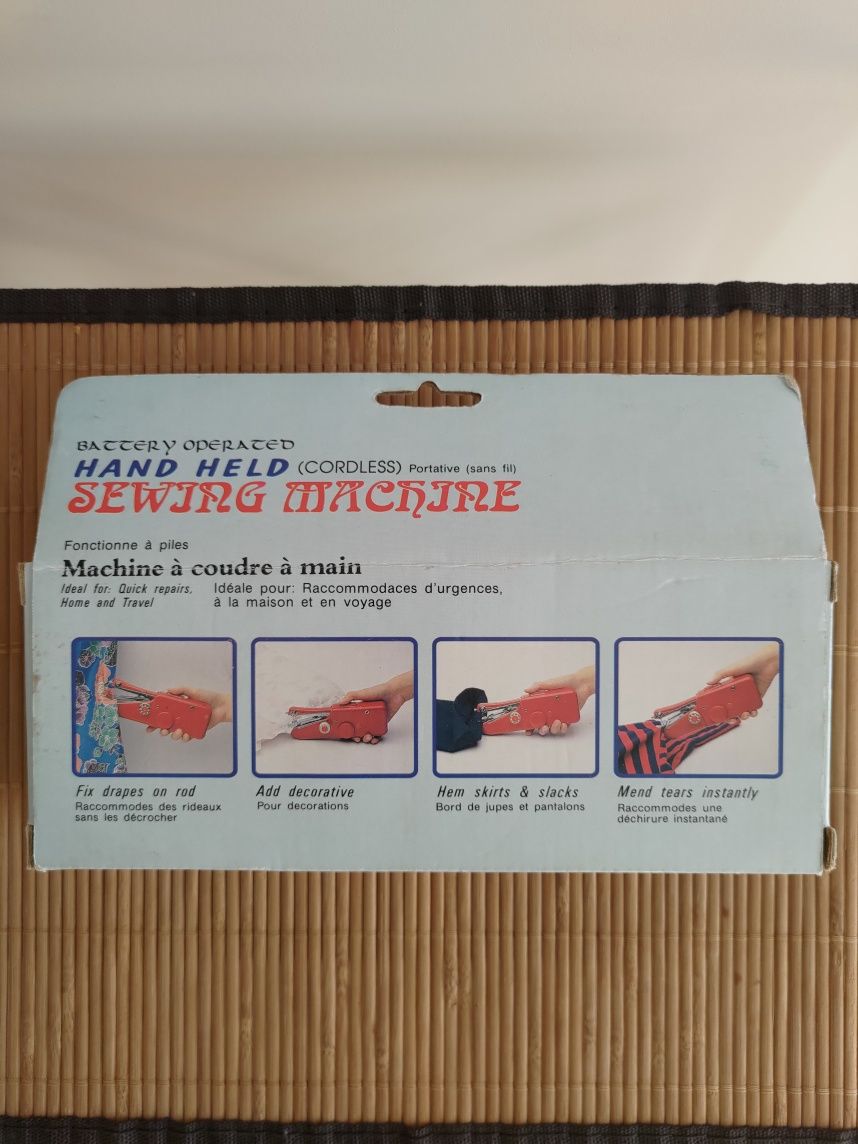 BATTERY OPERATED
HAND HELD (CORDLESS) Portative (sans fil)
SEWING MACHINE
Fonctionne à piles
Machine à coudre à main
Ideal for: Quick repairs,
Home and Travel
Idéale pour: Raccommodaces d'urgences,
à la maison et en voyage
Fix drapes on rod
Raccommodes des rideaux
sans les décrocher
Add decorative
Pour decorations
Hem skirts & slacks
Bord de jupes et pantalons
Mend tears instantly
Raccommodes une
déchirure instantané